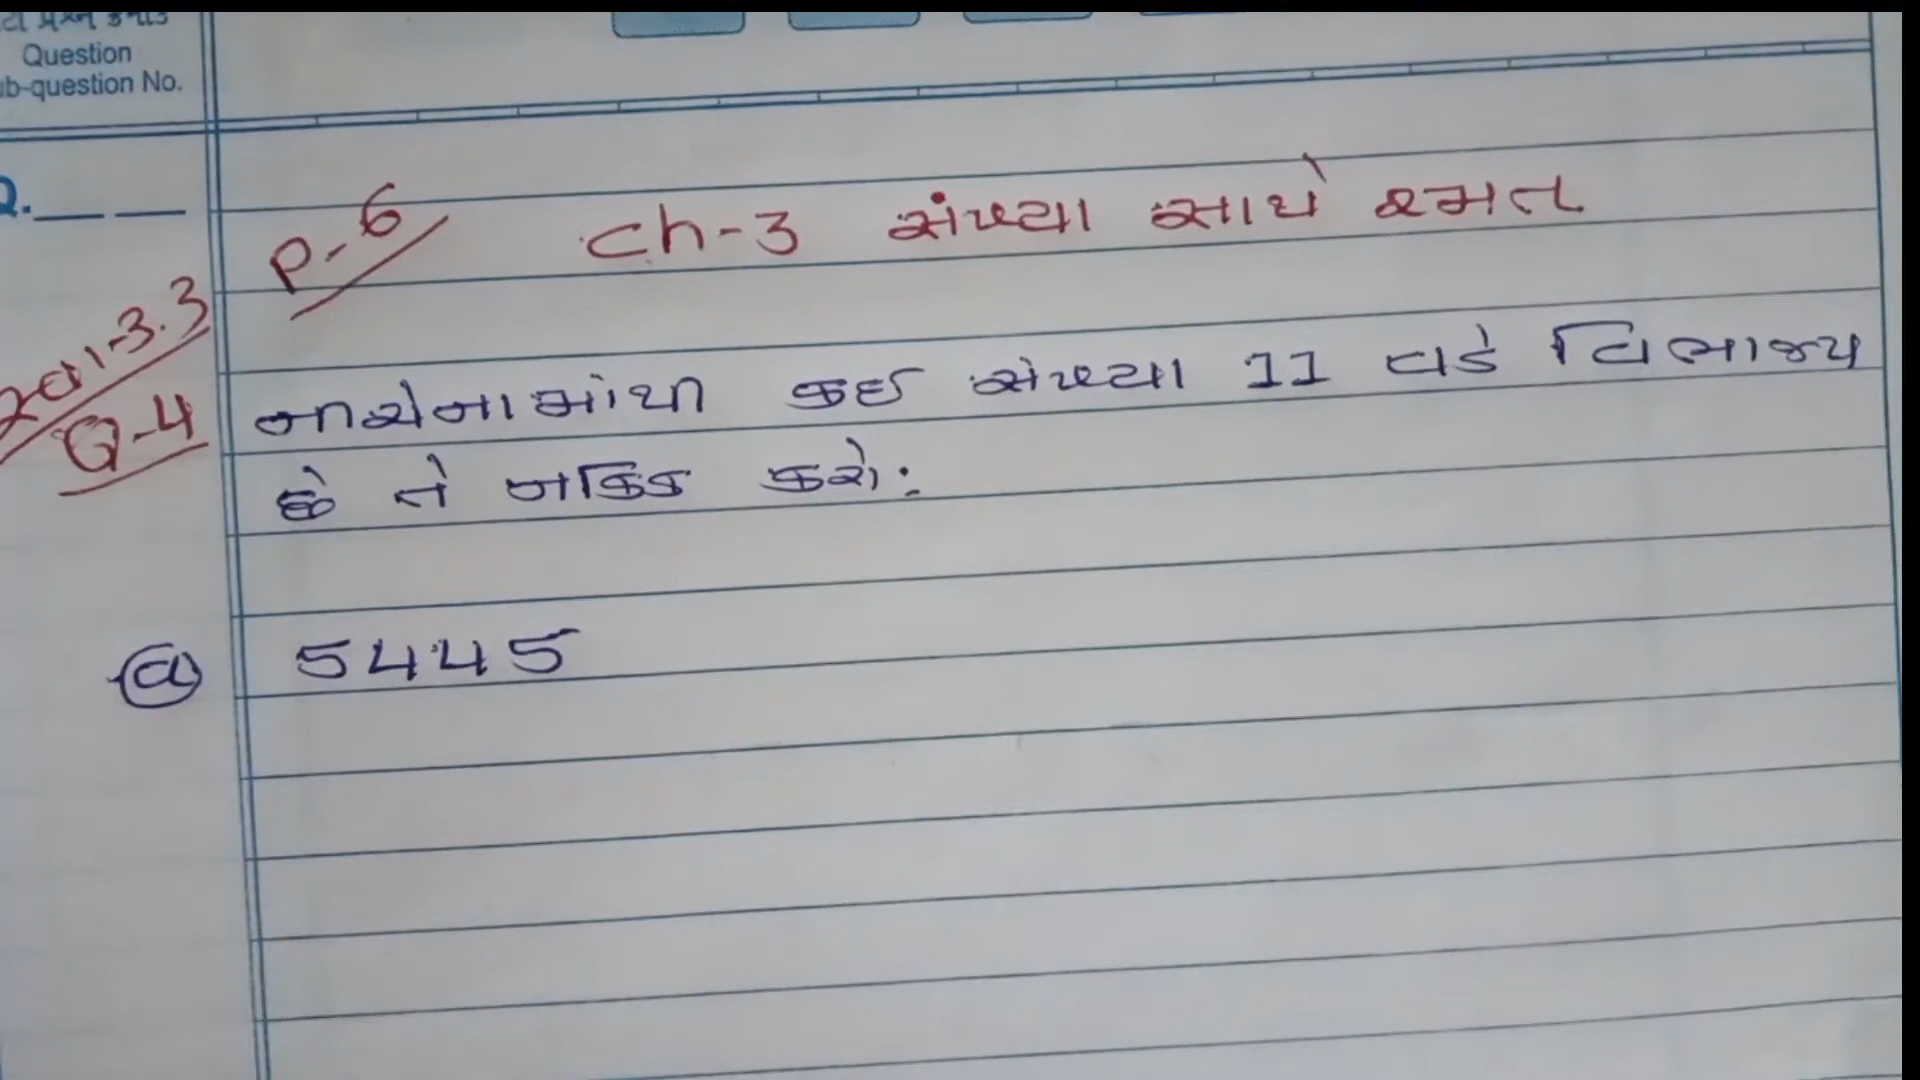 Question
ub-question No.
Q.
P-6 Ch-3 સંખ્યા સાથે રમત
સ્વા-3.3
Q-4 નીચેનામાંથી કઈ સંખ્યા 11 વડે વિભાજ્ય
છે તે નક્કિ કરો:
(a) 5445